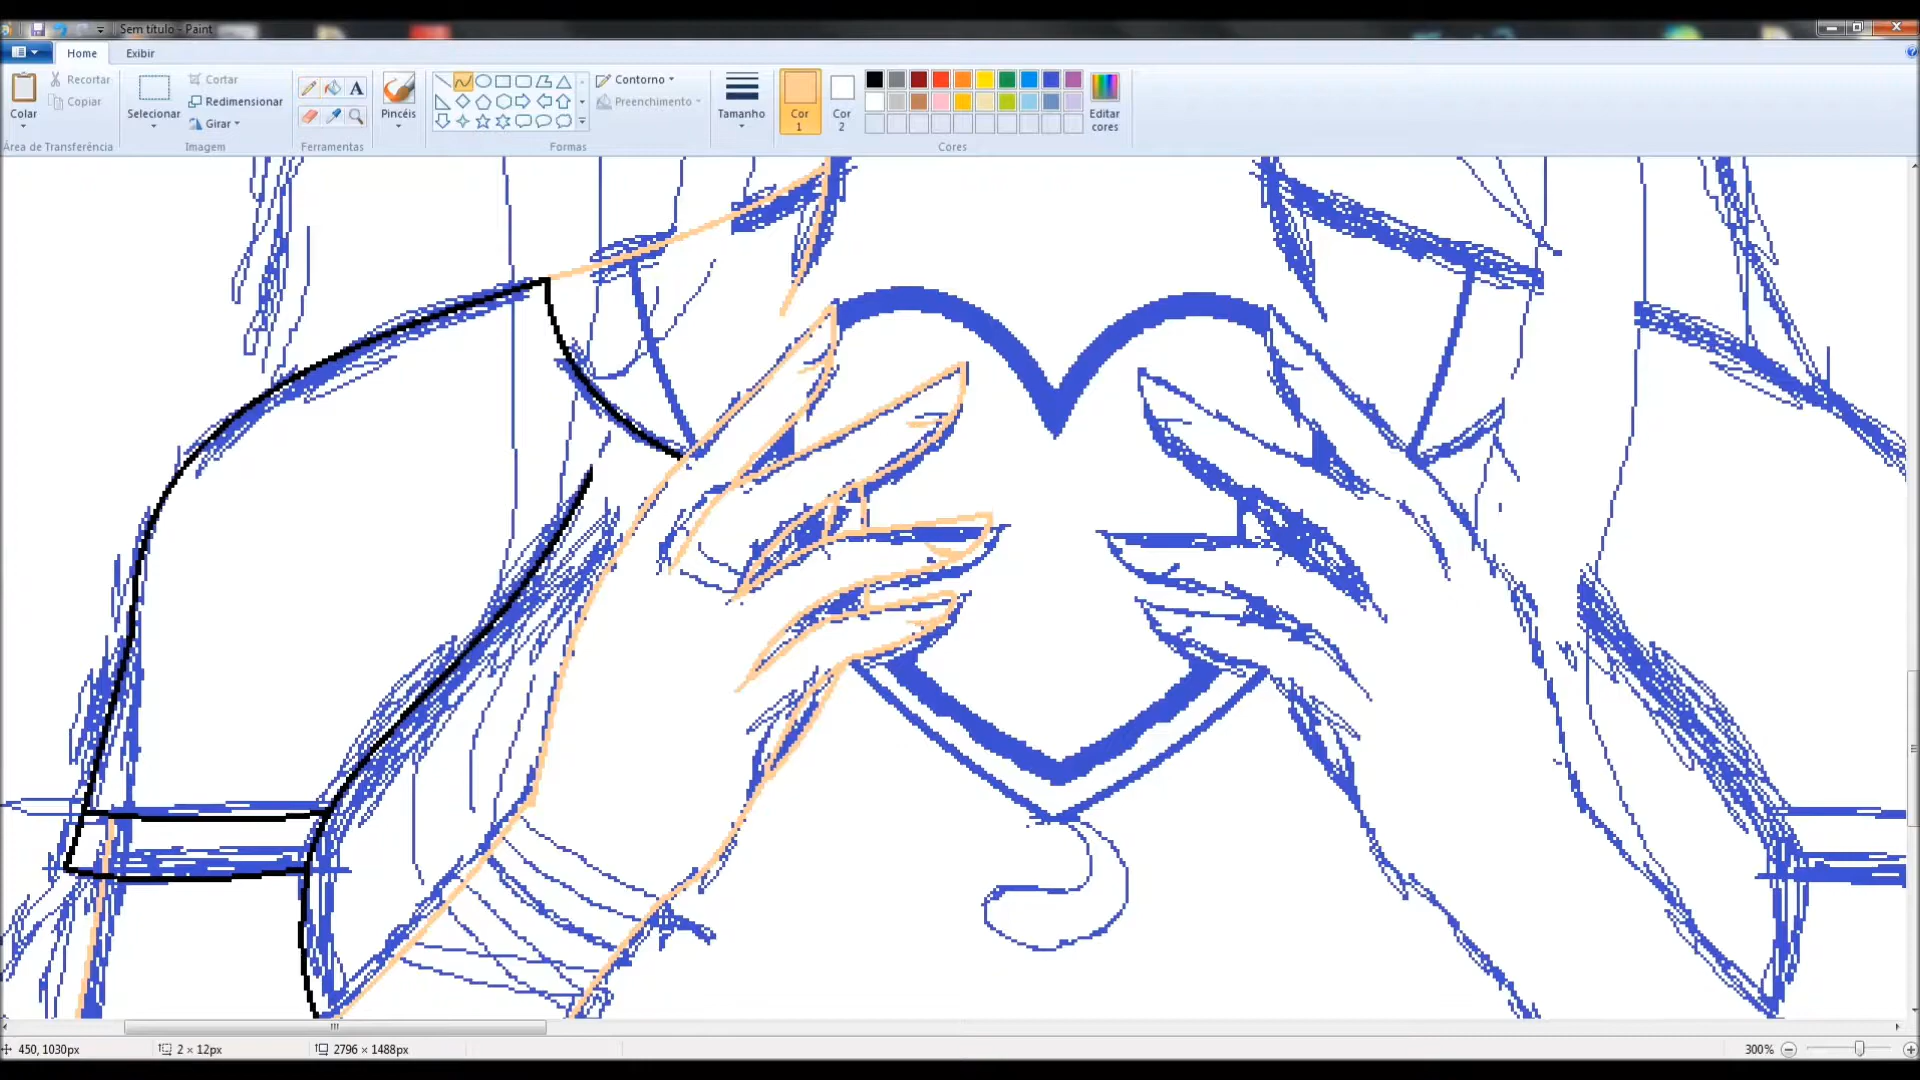 Sem título - Paint
Home Exibir
Colar
Recortar
Copiar
Área de Transferência
Selecionar
Cortar
Redimensionar
Girar
Imagem
A
Ferramentas
Pincéis
Contorno
Preenchimento
Formas
Tamanho
Cor
1
Cor
2
Editar
cores
Cores
450, 1030px 2 × 12px 2796 × 1488px 300%